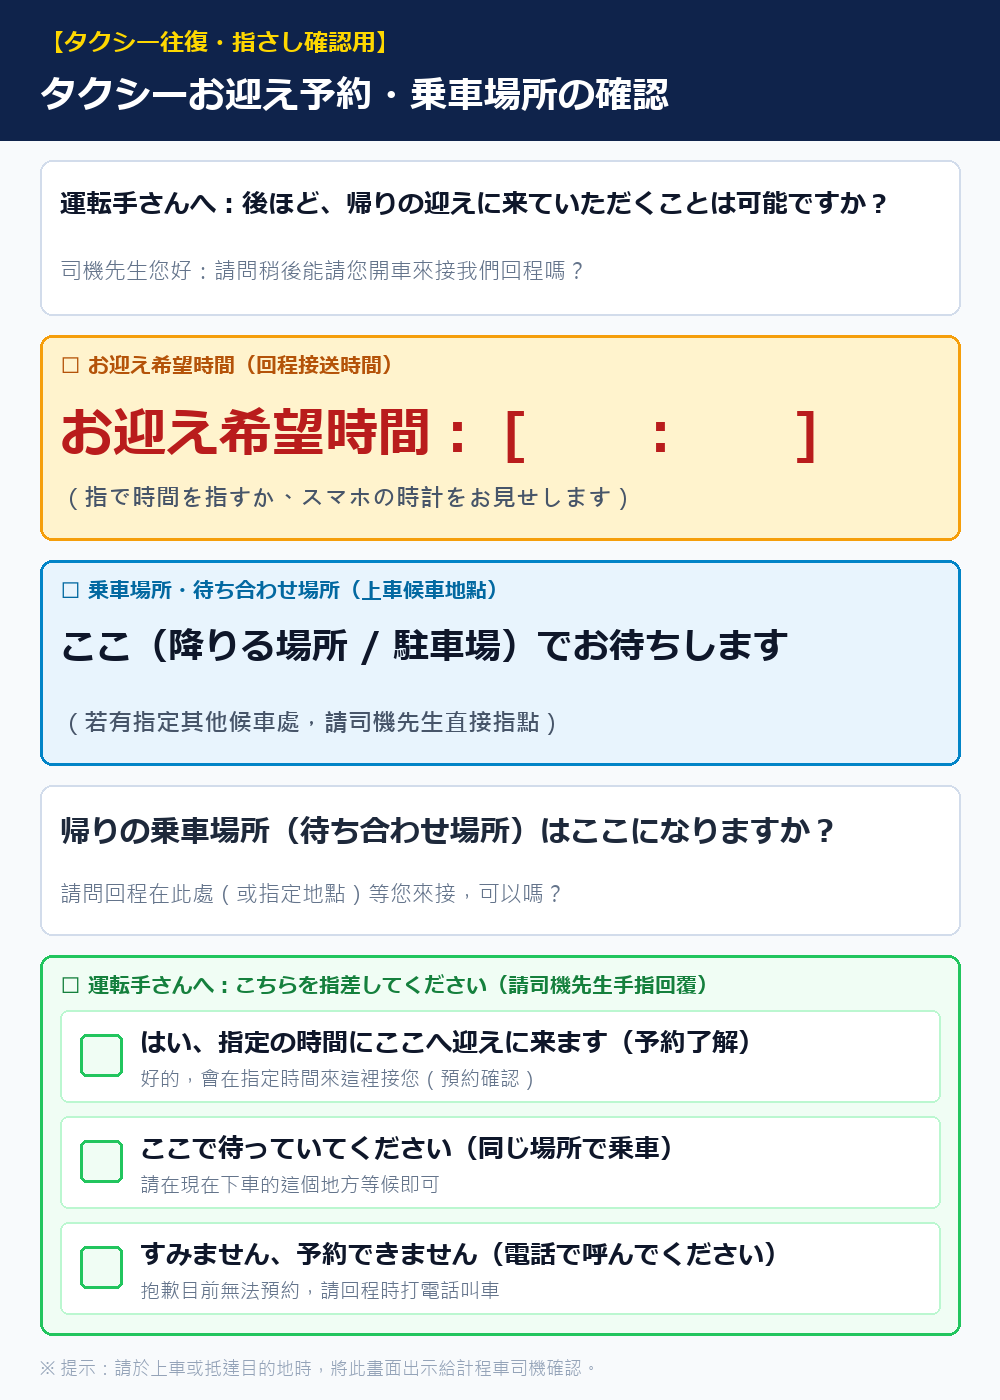 【タクシー往復・指さし確認用】
タクシーお迎え予約・乗車場所の確認
運転手さんへ：後ほど、帰りの迎えに来ていただくことは可能ですか？
司機先生您好：請問稍後能請您開車來接我們回程嗎？
□ お迎え希望時間（回程接送時間）
お迎え希望時間： [ : ]
（指で時間を指すか、スマホの時計をお見せします）
□ 乗車場所・待ち合わせ場所（上車候車地點）
ここ（降りる場所 / 駐車場）でお待ちします
（若有指定其他候車處，請司機先生直接指點）
帰りの乗車場所（待ち合わせ場所）はここになりますか？
請問回程在此處（或指定地點）等您來接，可以嗎？
□ 運転手さんへ：こちらを指差してください（請司機先生手指回覆）
はい、指定の時間にここへ迎えに来ます（予約了解）
好的，會在指定時間來這裡接您（預約確認）
ここで待っていてください（同じ場所で乗車）
請在現在下車的這個地方等候即可
すみません、予約できません（電話で呼んでください）
抱歉目前無法預約，請回程時打電話叫車
※ 提示：請於上車或抵達目的地時，將此畫面出示給計程車司機確認。